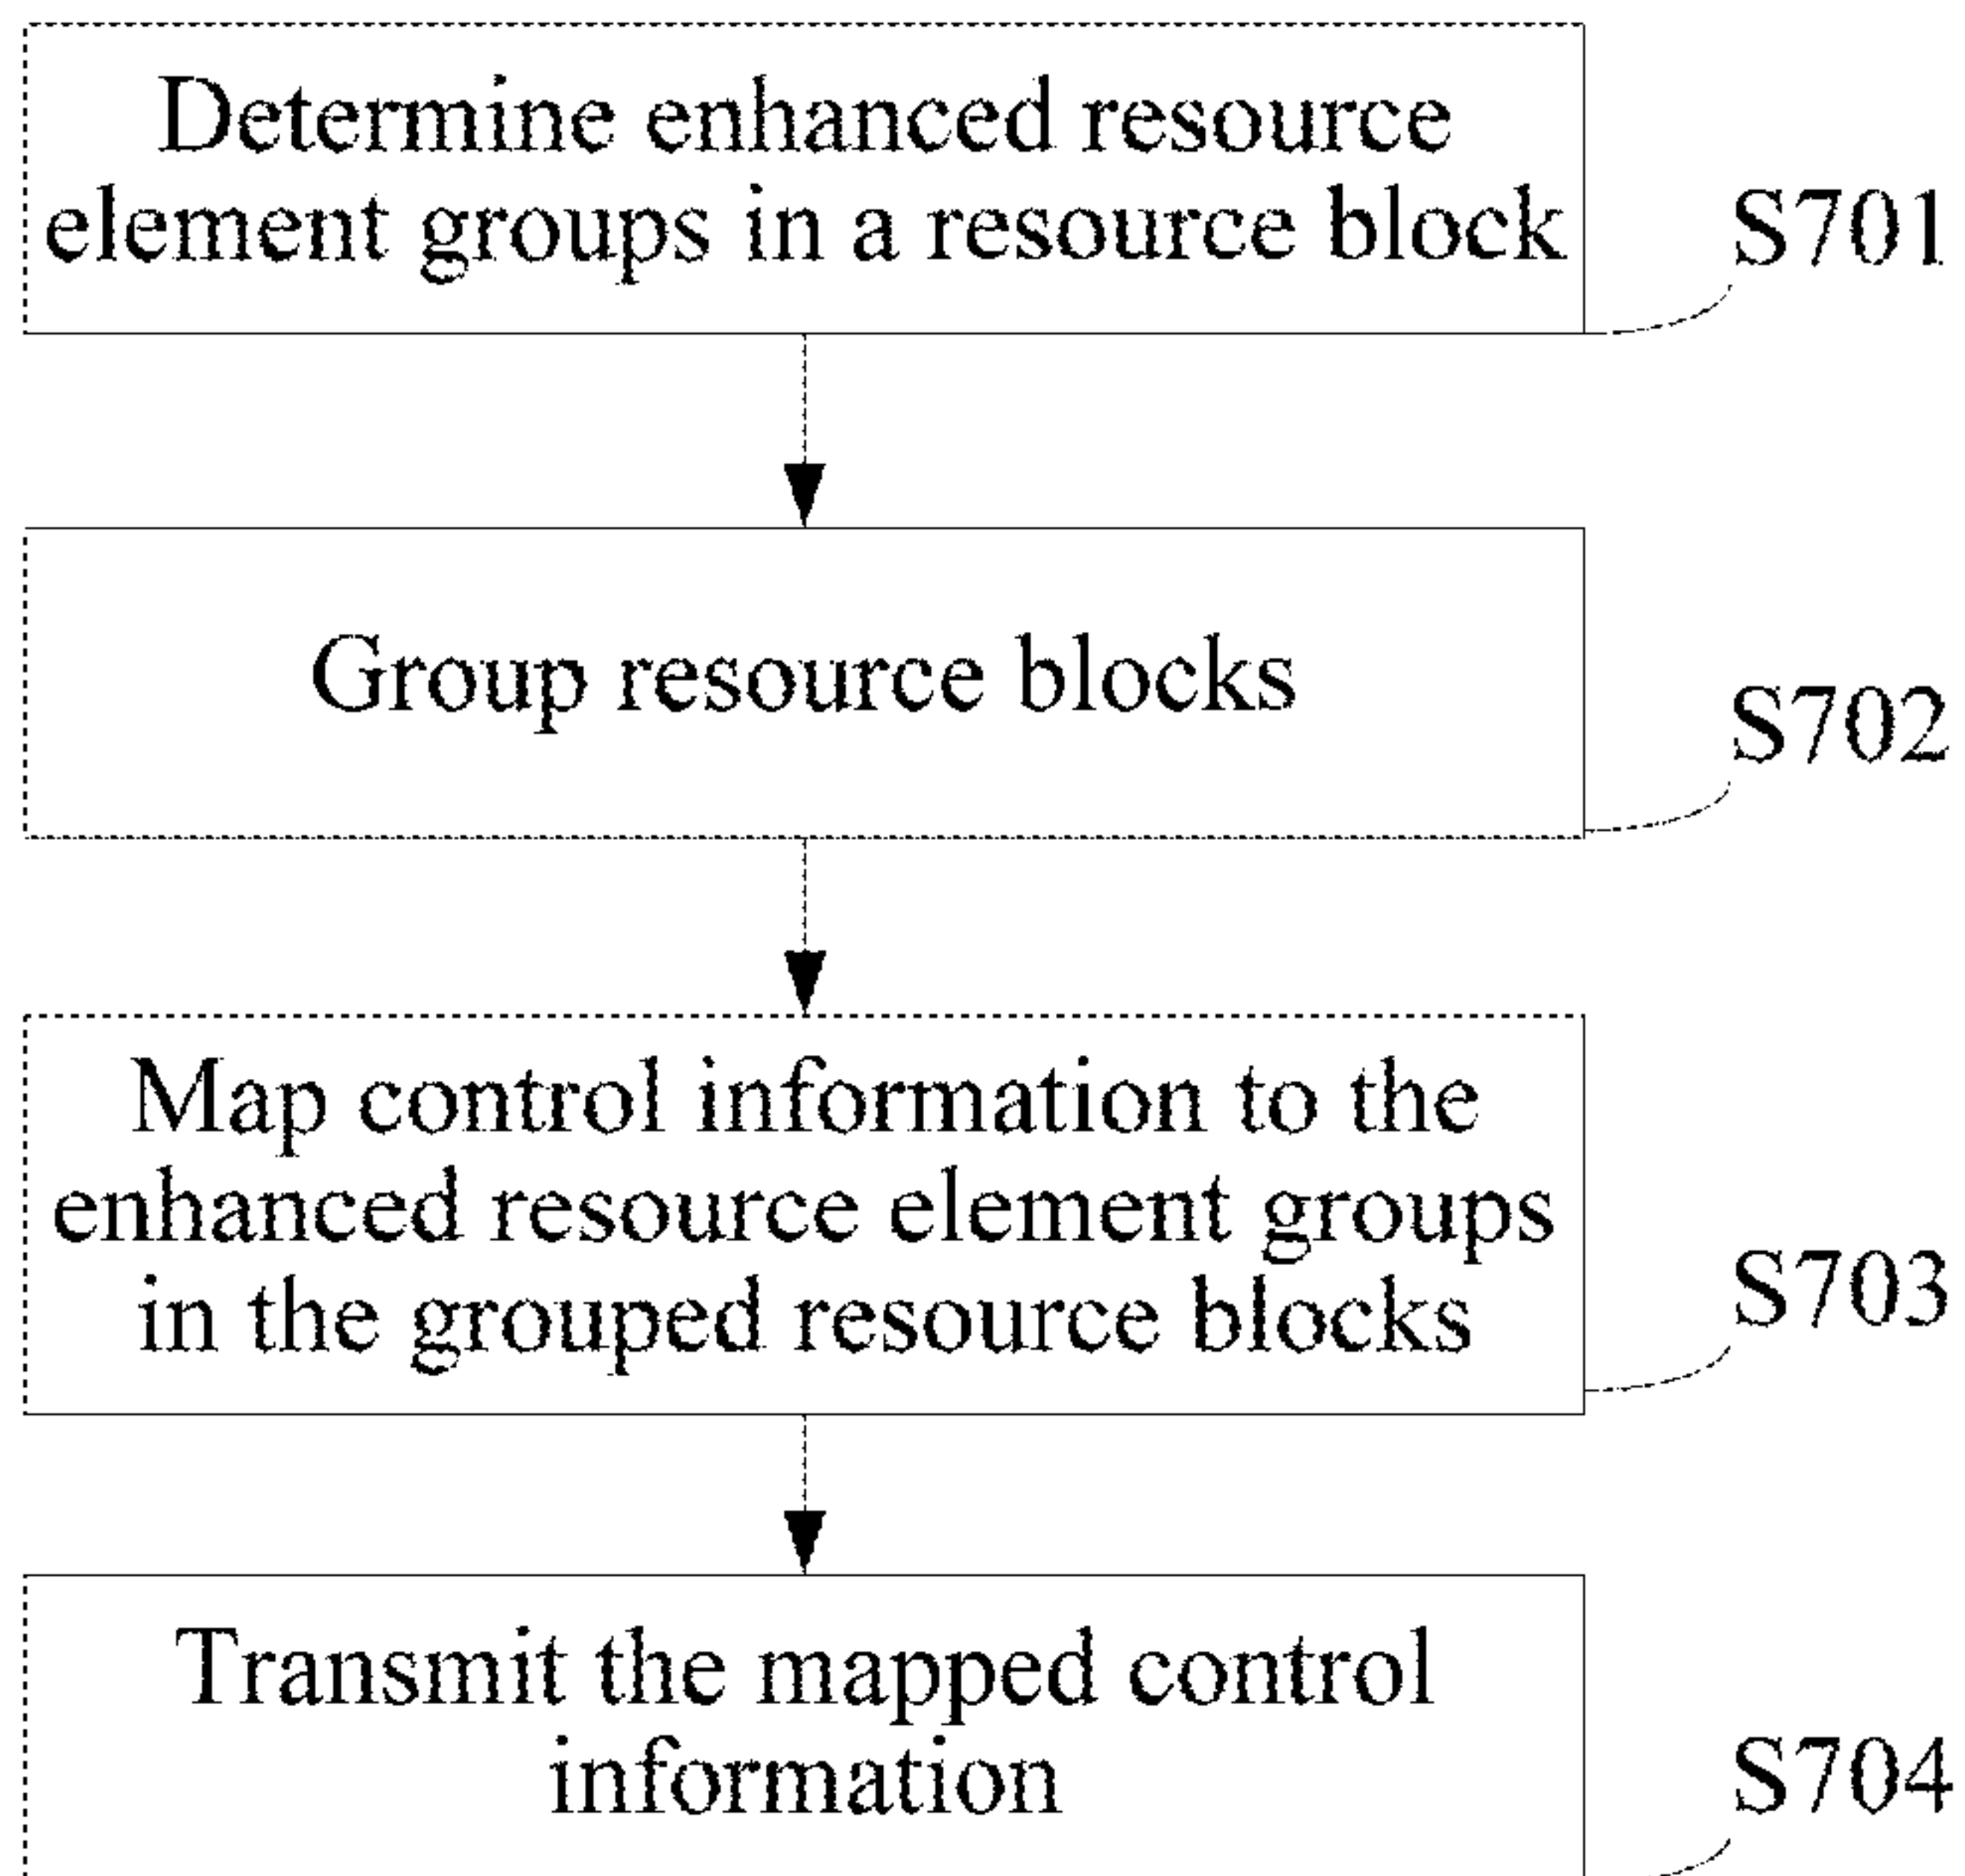 Determine enhanced resource
element groups in a resource block
S701
Group resource blocks
S702
Map control information to the
enhanced resource element groups
in the grouped resource blocks
S703
Transmit the mapped control
information
S704